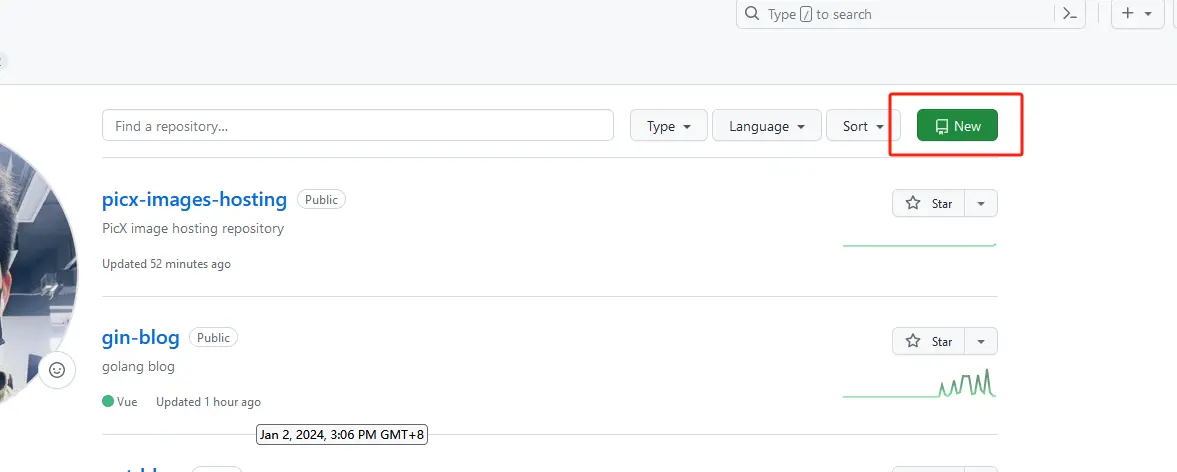 Type / to search
Find a repository...
Type
Language
Sort
New
picx-images-hosting
Public
Star
PicX image hosting repository
Updated 52 minutes ago
gin-blog
Public
Star
golang blog
Vue
Updated 1 hour ago
Jan 2, 2024, 3:06 PM GMT+8